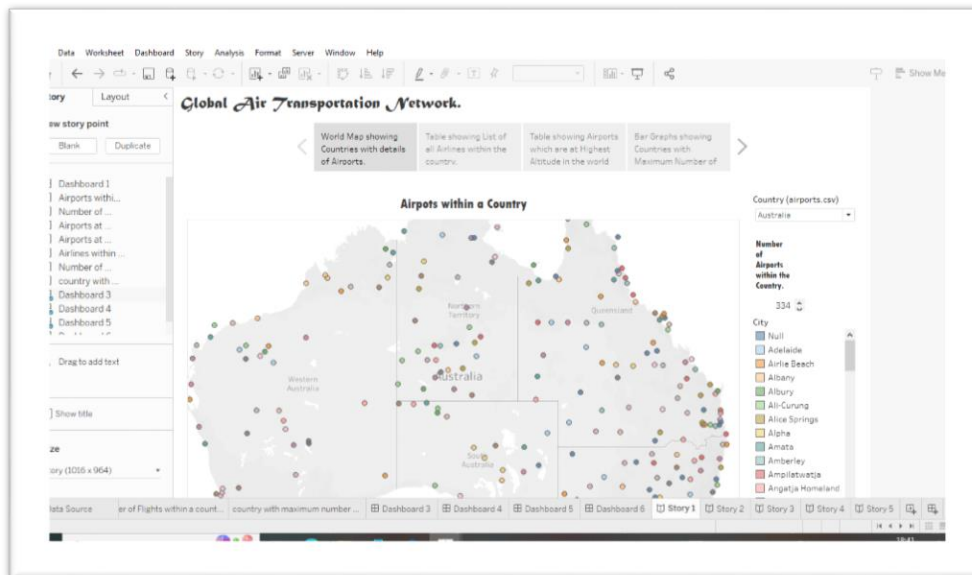 Data Worksheet Dashboard Story Analysis Format Server Window Help
Show Me
ory Layout
Global Air Transportation Network.
ew story point
Blank Duplicate
World Map showing
Countries with details
of Airports.
Table showing List of
all Airlines within the
country.
Table showing Airports
which are at Highest
Altitude in the world
Bar Graphs showing
Countries with
Maximum Number of
Dashboard 1
Airports withi...
Number of ...
Airports at ...
Airports at ...
Airlines within ...
Number of ...
country with ...
Dashboard 3
Dashboard 4
Dashboard 5
Drag to add text
Show title
ze
ory (1016 x 964)
Airpots within a Country
Northern
Territory
Queensland
Western
Australia
Australia
South
Australia
Country (airports.csv)
Australia
Number
of
Airports
within the
Country.
334
City
Null
Adelaide
Airlie Beach
Albany
Albury
Ali-Curung
Alice Springs
Alpha
Amata
Amberley
Ampilatwatja
Angatja Homeland
ata Source er of Flights within a count... country with maximum number ... Dashboard 3 Dashboard 4 Dashboard 5 Dashboard 6 Story 1 Story 2 Story 3 Story 4 Story 5